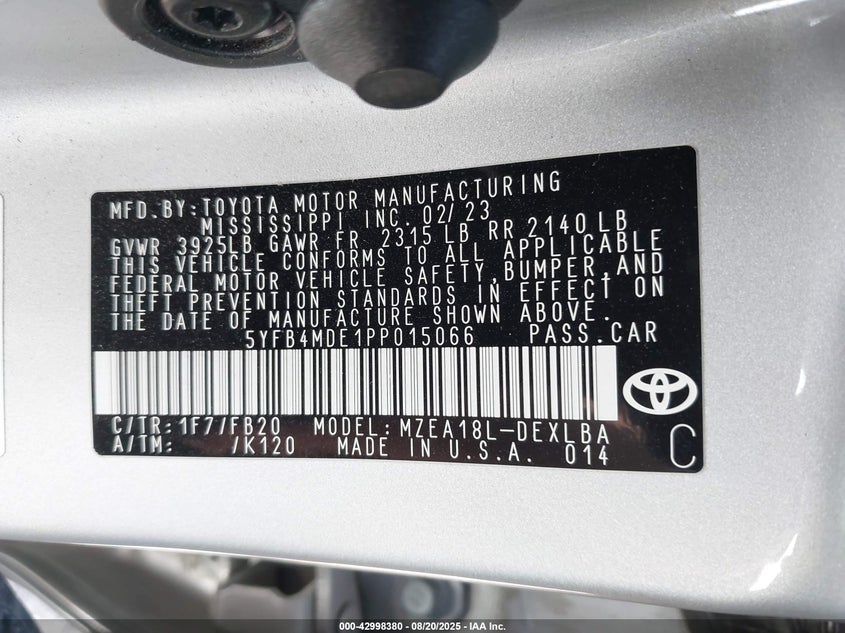 MFD.BY:TOYOTA MOTOR MANUFACTURING
MISSISSIPPI INC. 02/23
GVWR 3925LB GAWR FR 2315 LB RR 2140 LB
THIS VEHICLE CONFORMS TO ALL APPLICABLE
FEDERAL MOTOR VEHICLE SAFETY,BUMPER,AND
THEFT PREVENTION STANDARDS IN EFFECT ON
THE DATE OF MANUFACTURE SHOWN ABOVE.
5YFB4MDE1PP015066 PASS.CAR
C/TR:1F7/FB20 MODEL:MZEA18L-DEXLBA
A/TM: /K120 MADE IN U.S.A. 014 C
000-42998380 - 08/20/2025 - IAA Inc.